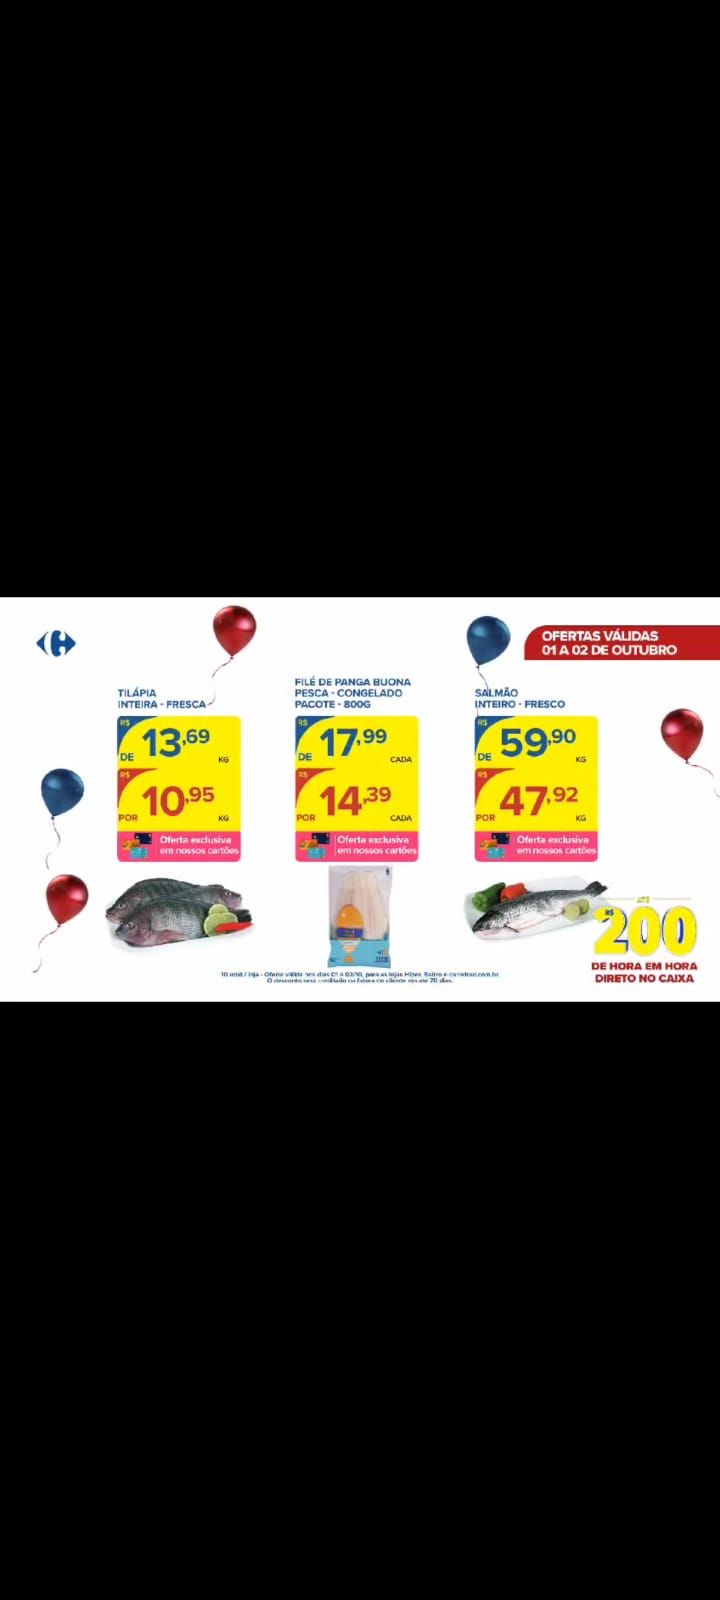 OFERTAS VÁLIDAS
01 A 02 DE OUTUBRO
TILÁPIA
INTEIRA - FRESCA
DE R$ 13,69 KG
POR R$ 10,95 KG
Oferta exclusiva
em nossos cartões
FILÉ DE PANGA BUONA
PESCA - CONGELADO
PACOTE - 800G
DE R$ 17,99 CADA
POR R$ 14,39 CADA
Oferta exclusiva
em nossos cartões
SALMÃO
INTEIRO - FRESCO
DE R$ 59,90 KG
POR R$ 47,92 KG
Oferta exclusiva
em nossos cartões
ATÉ
R$ 200
DE HORA EM HORA
DIRETO NO CAIXA
10 unid./ loja - Oferta válida nos dias 01 a 02/10, para as lojas Hiper, Bairro e carrefour.com.br.
O desconto será creditado na fatura do cliente em até 70 dias.